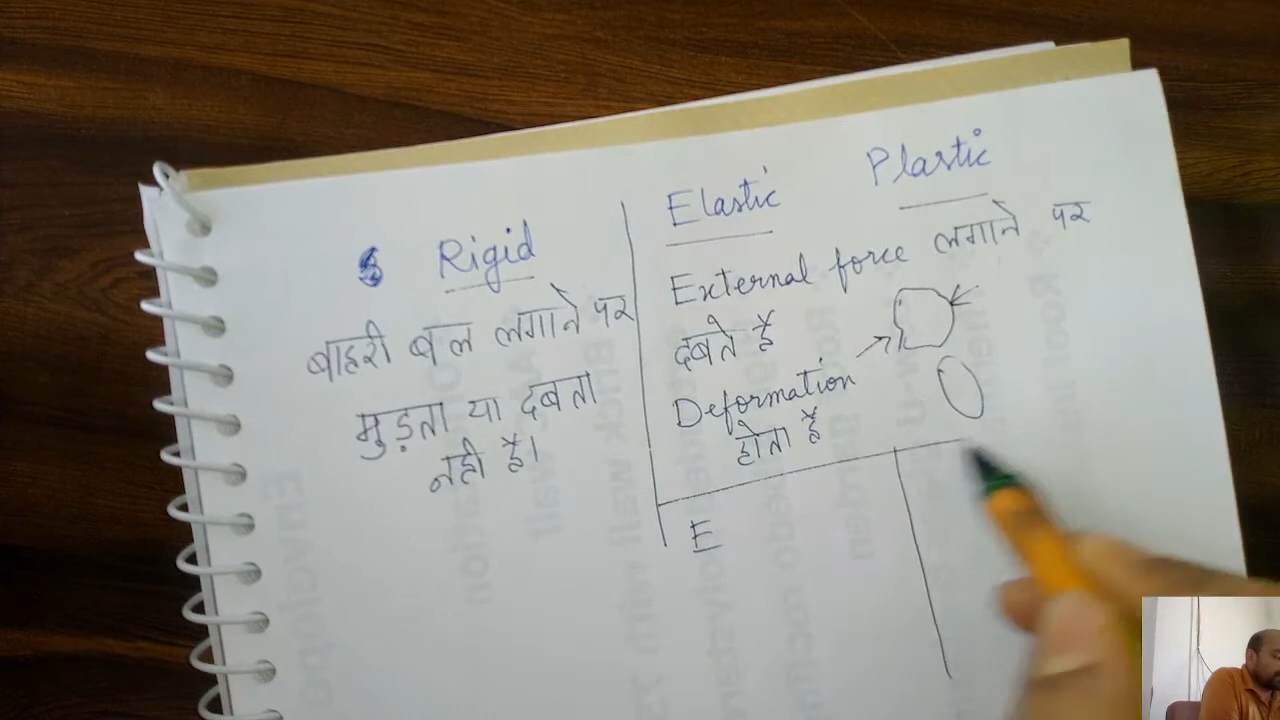 Rigid
बाहरी बल लगाने पर
मुड़ता या दबता
नही है।
Elastic Plastic
External force लगाने पर
दबते है
Deformation
होता है
E